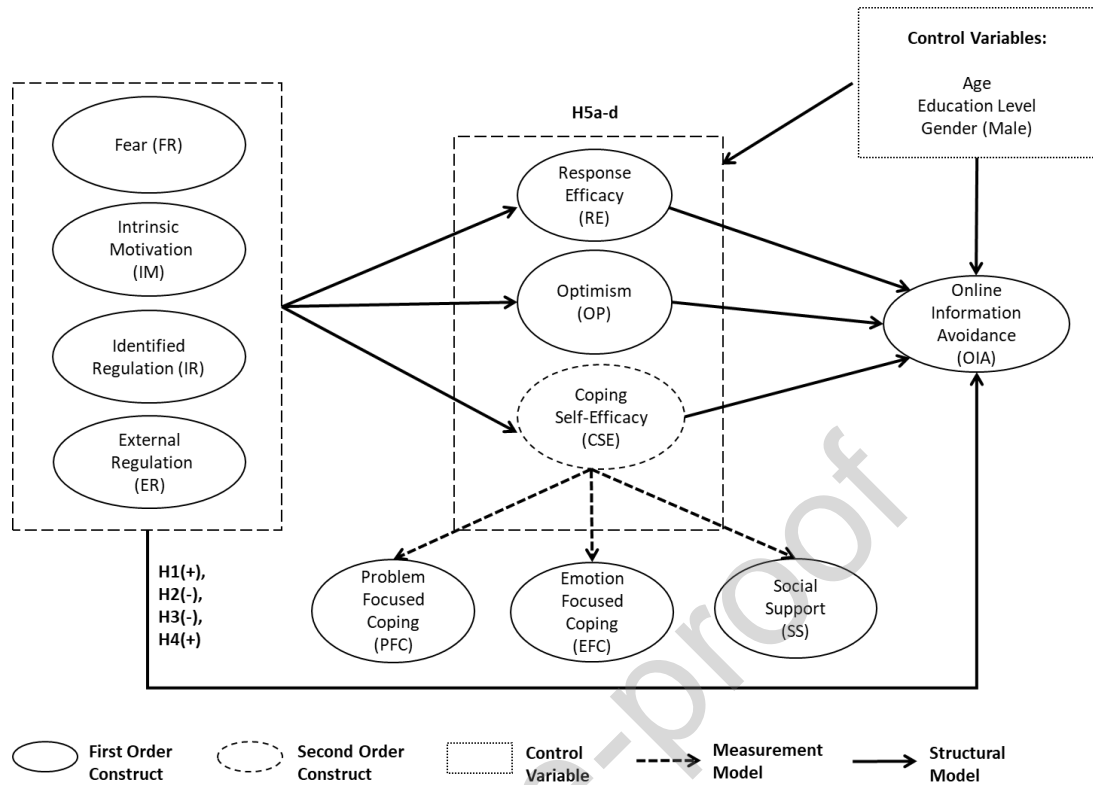 Control Variables:
Age
Education Level
Gender (Male)
H5a-d
Fear (FR)
Intrinsic
Motivation
(IM)
Identified
Regulation (IR)
External
Regulation
(ER)
Response
Efficacy
(RE)
Optimism
(OP)
Coping
Self-Efficacy
(CSE)
Online
Information
Avoidance
(OIA)
H1(+),
H2(-),
H3(-),
H4(+)
Problem
Focused
Coping
(PFC)
Emotion
Focused
Coping
(EFC)
Social
Support
(SS)
First Order
Construct
Second Order
Construct
Control
Variable
Measurement
Model
Structural
Model
-proof